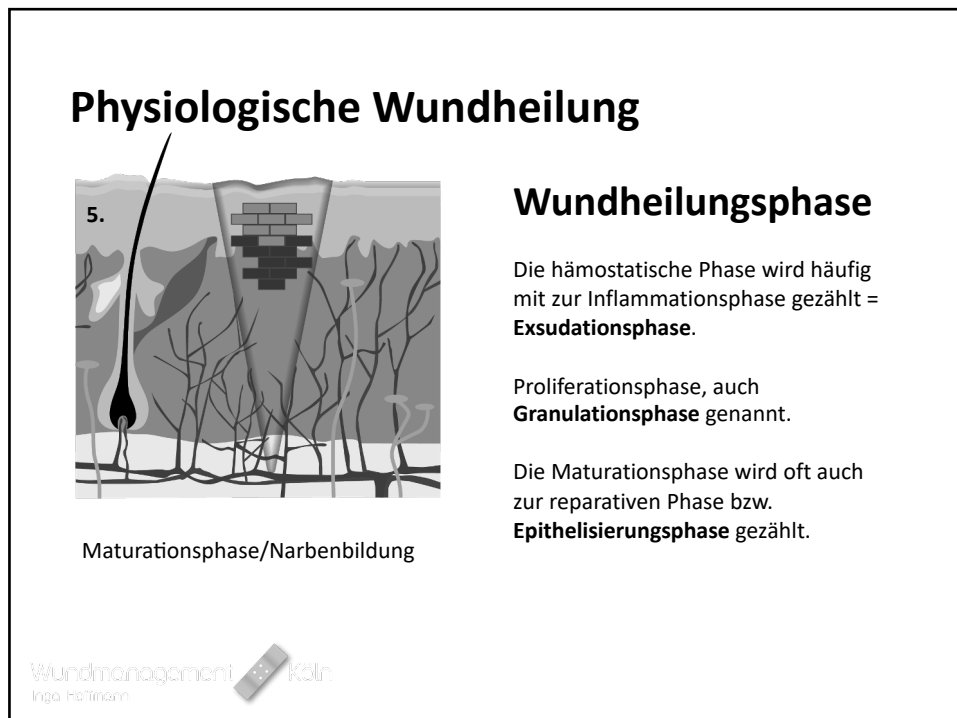 Physiologische Wundheilung
5.
Maturationsphase/Narbenbildung
Wundheilungsphase
Die hämostatische Phase wird häufig
mit zur Inflammationsphase gezählt =
Exsudationsphase.
Proliferationsphase, auch
Granulationsphase genannt.
Die Maturationsphase wird oft auch
zur reparativen Phase bzw.
Epithelisierungsphase gezählt.
Wundmanagement Köln
Inga Hoffmann